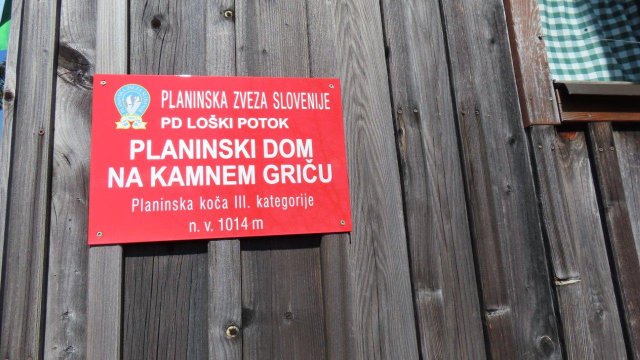 PLANINSKA ZVEZA SLOVENIJE
PD LOŠKI POTOK
PLANINSKI DOM
NA KAMNEM GRIČU
Planinska koča III. kategorije
n. v. 1014 m